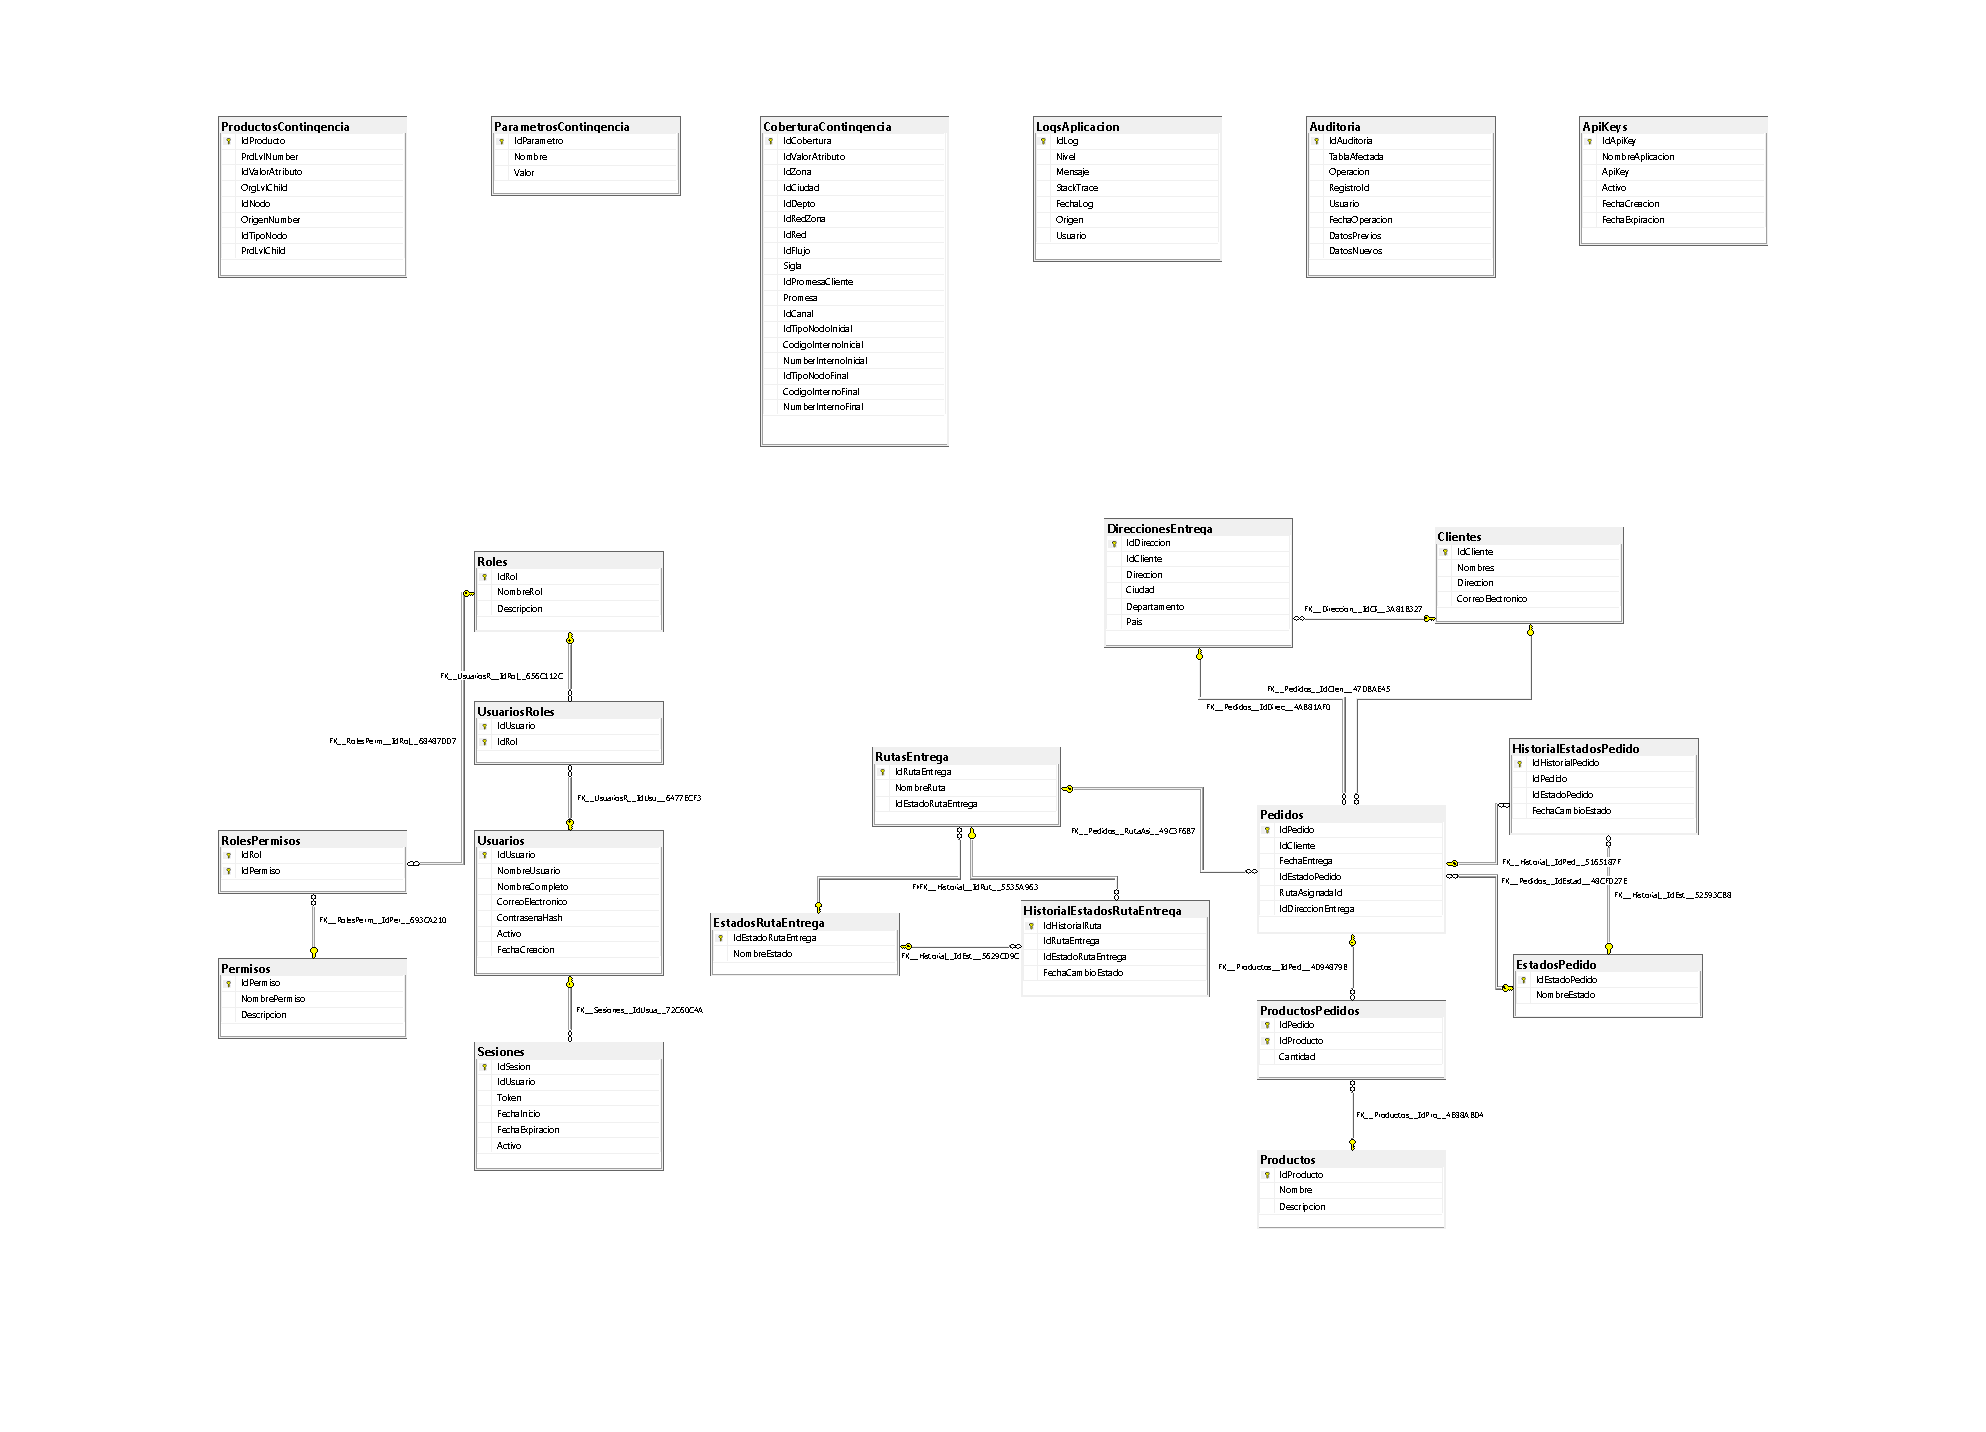 ProductosContingencia
IdProducto
PrdLvlNumber
IdValorAtributo
OrgLvlChild
IdNodo
OrigenNumber
IdTipoNodo
PrdLvlChild
ParametrosContingencia
IdParametro
Nombre
Valor
CoberturaContingencia
IdCobertura
IdValorAtributo
IdZona
IdCiudad
IdDepto
IdRedZona
IdRed
IdFlujo
Sigla
IdPromesaCliente
Promesa
IdCanal
IdTipoNodoInicial
CodigoInternoInicial
NumberInternoInicial
IdTipoNodoFinal
CodigoInternoFinal
NumberInternoFinal
LogsAplicacion
IdLog
Nivel
Mensaje
StackTrace
FechaLog
Origen
Usuario
Auditoria
IdAuditoria
TablaAfectada
Operacion
RegistroId
Usuario
FechaOperacion
DatosPrevios
DatosNuevos
ApiKeys
IdApiKey
NombreAplicacion
ApiKey
Activo
FechaCreacion
FechaExpiracion
Roles
IdRol
NombreRol
Descripcion
FK__UsuariosR__IdRol__656C112C
UsuariosRoles
IdUsuario
IdRol
FK__RolesPerm__IdRol__68487DD7
FK__UsuariosR__IdUsu__6477ECF3
RolesPermisos
IdRol
IdPermiso
FK__RolesPerm__IdPer__693CA210
Permisos
IdPermiso
NombrePermiso
Descripcion
Usuarios
IdUsuario
NombreUsuario
NombreCompleto
CorreoElectronico
ContrasenaHash
Activo
FechaCreacion
FK__Sesiones__IdUsua__72C60C4A
Sesiones
IdSesion
IdUsuario
Token
FechaInicio
FechaExpiracion
Activo
DireccionesEntrega
IdDireccion
IdCliente
Direccion
Ciudad
Departamento
Pais
FK__Direccion__IdCli__3A81B327
Clientes
IdCliente
Nombres
Direccion
CorreoElectronico
FK__Pedidos__IdClien__47DBAE45
FK__Pedidos__IdDirec__4AB81AF0
RutasEntrega
IdRutaEntrega
NombreRuta
IdEstadoRutaEntrega
FK__Pedidos__RutaAsi__49C3F6B7
FK__Historial__IdRut__5535A963
EstadosRutaEntrega
IdEstadoRutaEntrega
NombreEstado
FK__Historial__IdEst__5629CD9C
HistorialEstadosRutaEntrega
IdHistorialRuta
IdRutaEntrega
IdEstadoRutaEntrega
FechaCambioEstado
Pedidos
IdPedido
IdCliente
FechaEntrega
IdEstadoPedido
RutaAsignadaId
IdDireccionEntrega
HistorialEstadosPedido
IdHistorialPedido
IdPedido
IdEstadoPedido
FechaCambioEstado
FK__Historial__IdPed__5165187F
FK__Pedidos__IdEstad__48CFD27E
FK__Historial__IdEst__52593CB8
EstadosPedido
IdEstadoPedido
NombreEstado
FK__Productos__IdPed__4D94879B
ProductosPedidos
IdPedido
IdProducto
Cantidad
FK__Productos__IdPro__4E88ABD4
Productos
IdProducto
Nombre
Descripcion